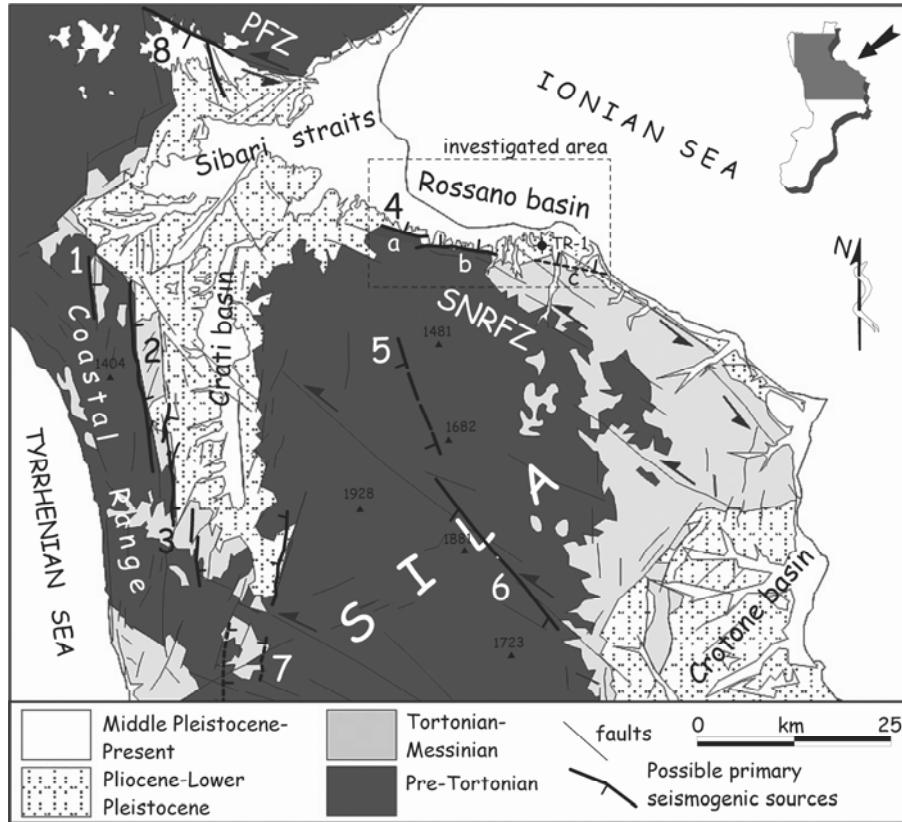 PFZ
8
IONIAN SEA
Sibari straits
investigated area
Rossano basin
4
TR-1
a
b
c
N
SNRFZ
1
Coastal Range
1404
2
Crati basin
5
1481
1682
1928
1881
SILA
3
6
TYRRHENIAN SEA
1723
7
Crotone basin
Middle Pleistocene-
Present
Pliocene-Lower
Pleistocene
Tortonian-
Messinian
Pre-Tortonian
faults
0 km 25
Possible primary
seismogenic sources